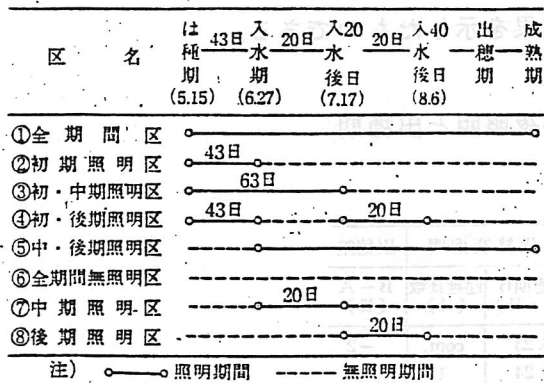 区 名 は種期(5.15) 43日 入水期(6.27) 20日 入水20日後(7.17) 20日 入水40日後(8.6) 出穂期 成熟期
①全期間区
②初期照明区 43日
③初・中期照明区 63日
④初・後期照明区 43日 20日
⑤中・後期照明区
⑥全期間無照明区
⑦中期照明区 20日
⑧後期照明区 20日
注) 照明期間 無照明期間